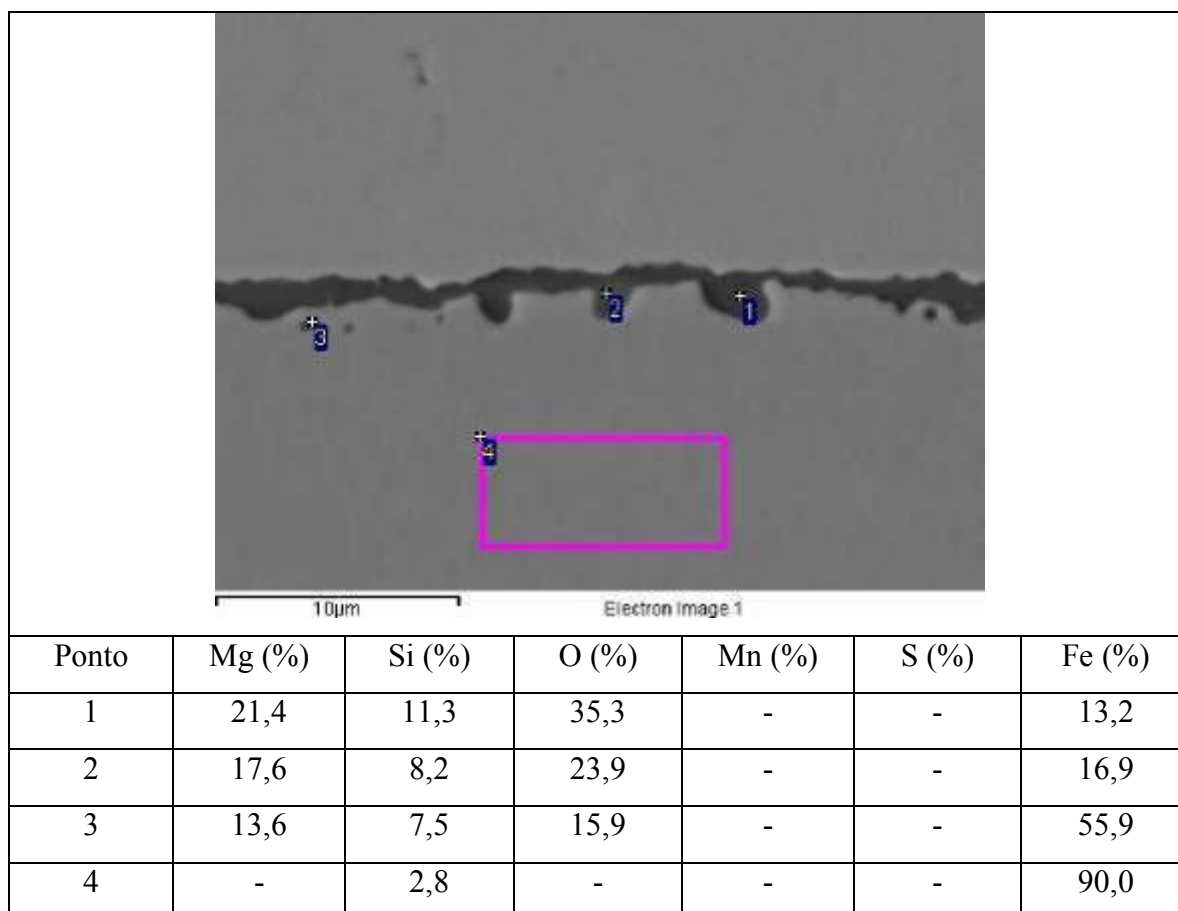 3
2
1
4
10µm Electron Image 1
Ponto Mg (%) Si (%) O (%) Mn (%) S (%) Fe (%)
1 21,4 11,3 35,3 - - 13,2
2 17,6 8,2 23,9 - - 16,9
3 13,6 7,5 15,9 - - 55,9
4 - 2,8 - - - 90,0